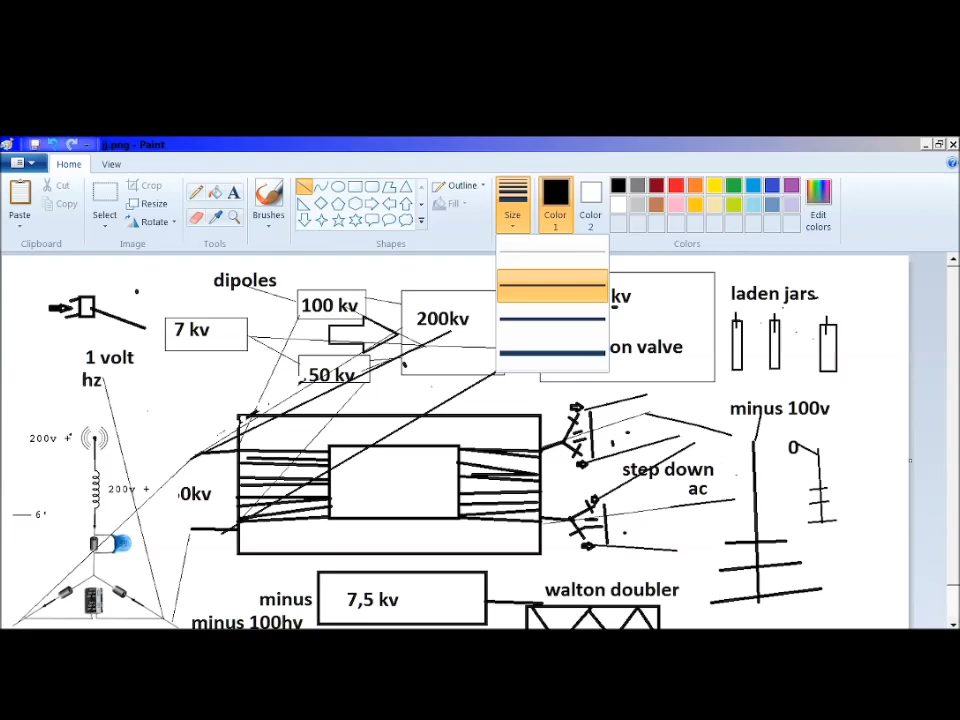 jj.png - Paint
Home View
Paste
Cut
Copy
Clipboard
Select
Crop
Resize
Rotate
Image
Tools
Brushes
Outline
Fill
Shapes
Size
Color 1
Color 2
Edit colors
Colors
dipoles
100 kv
200kv
kv
laden jars
7 kv
on valve
50 kv
1 volt
hz
minus 100v
200v +
0
step down
ac
200v +
0kv
6'
minus
7,5 kv
walton doubler
minus 100hv